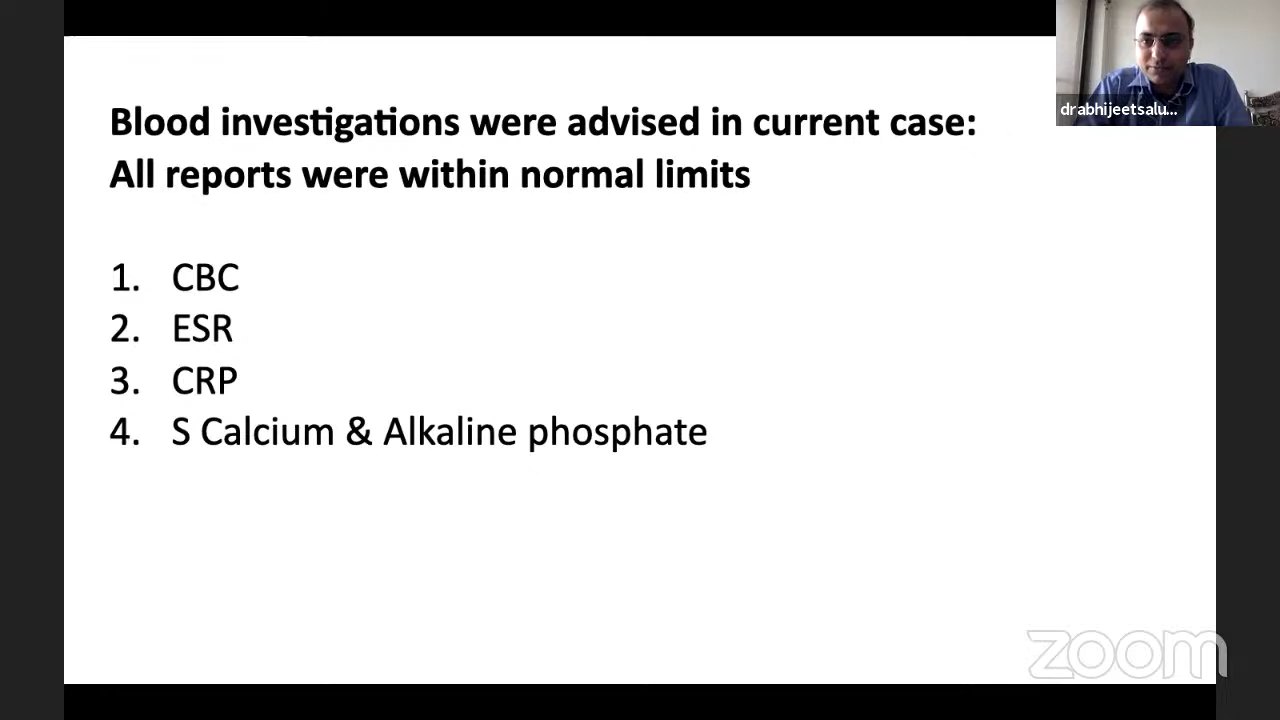 Blood investigations were advised in current case:
All reports were within normal limits
1. CBC
2. ESR
3. CRP
4. S Calcium & Alkaline phosphate
drabhijeetsalu...
zoom